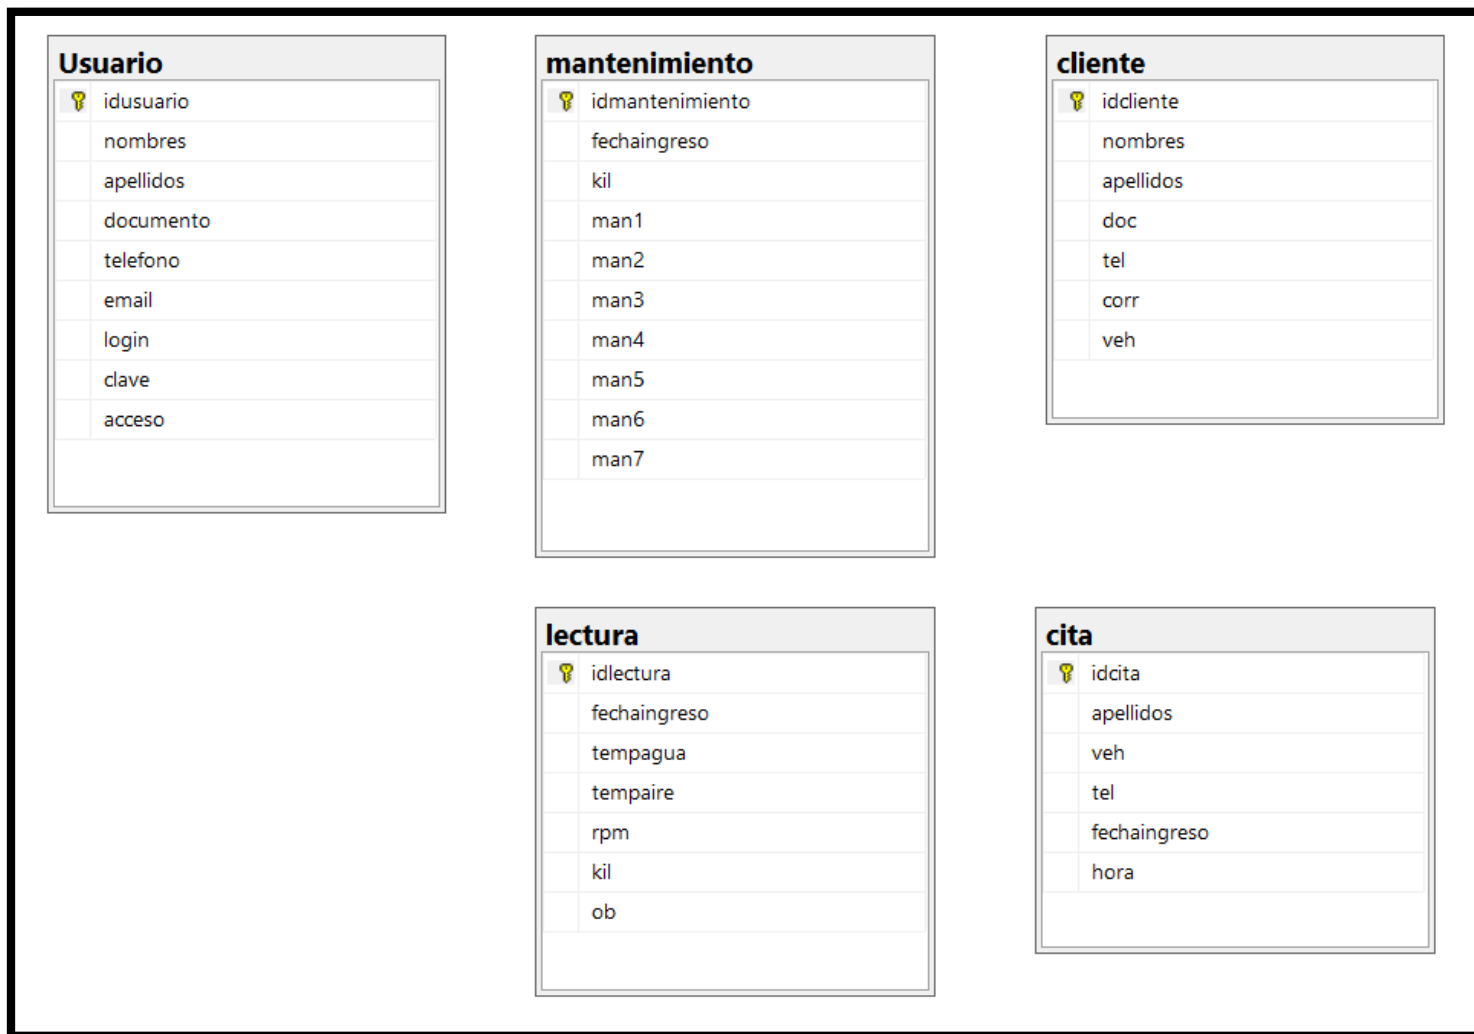 Usuario
idusuario
nombres
apellidos
documento
telefono
email
login
clave
acceso
mantenimiento
idmantenimiento
fechaingreso
kil
man1
man2
man3
man4
man5
man6
man7
cliente
idcliente
nombres
apellidos
doc
tel
corr
veh
lectura
idlectura
fechaingreso
tempagua
tempaire
rpm
kil
ob
cita
idcita
apellidos
veh
tel
fechaingreso
hora